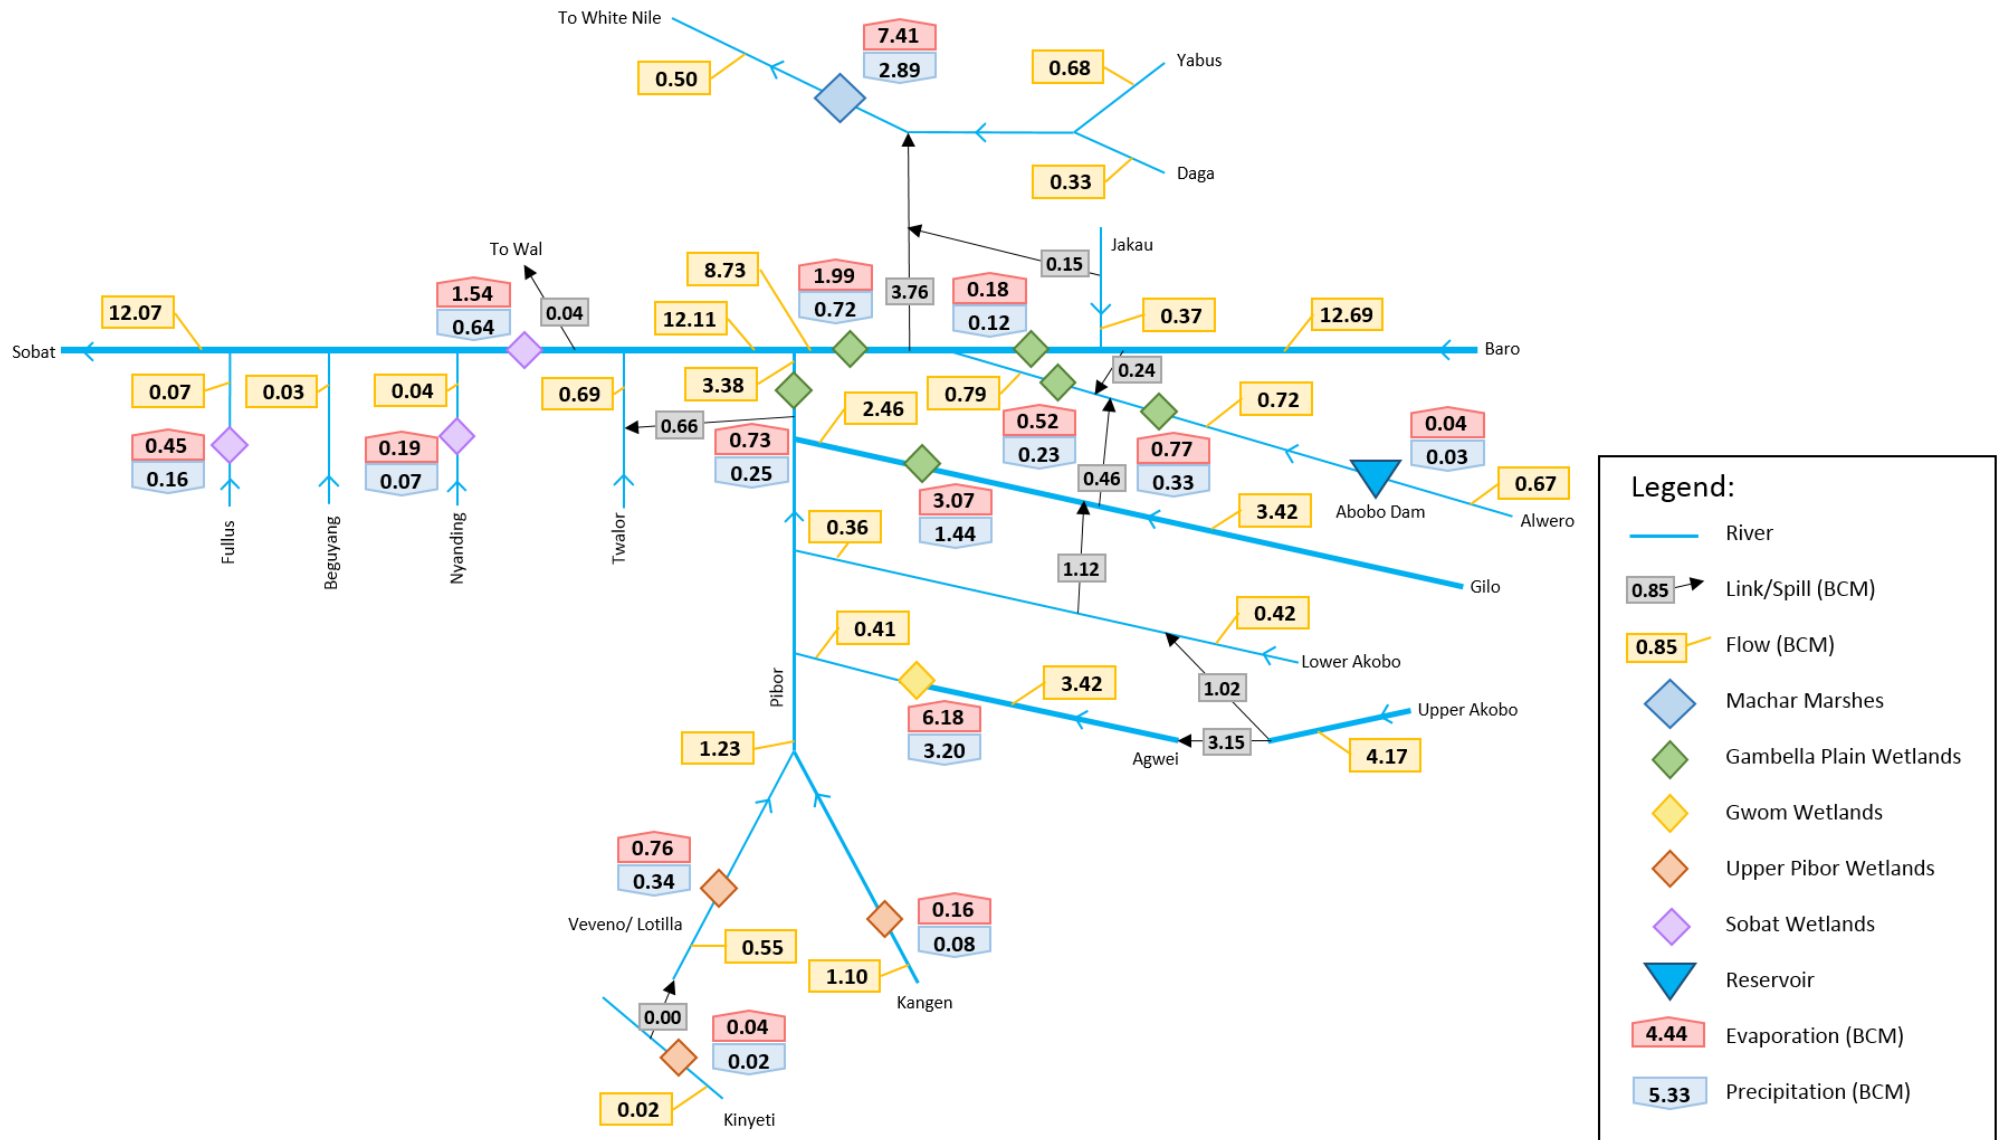 To White Nile
7.41
2.89
0.50
0.68
Yabus
0.33
Daga
To Wal
Jakau
0.15
8.73
1.99
0.72
3.76
0.18
0.12
1.54
0.64
0.04
12.07
12.11
0.37
12.69
Sobat
Baro
0.24
0.07
0.03
0.04
0.69
3.38
2.46
0.79
0.72
0.66
0.52
0.23
0.04
0.03
0.45
0.16
0.19
0.07
0.73
0.25
0.77
0.33
0.46
0.67
Abobo Dam
Alwero
3.07
1.44
3.42
0.36
Fullus
Beguyang
Nyanding
Twalor
1.12
Gilo
0.42
0.41
Lower Akobo
Pibor
3.42
1.02
Upper Akobo
6.18
3.20
1.23
Agwei
3.15
4.17
0.76
0.34
0.16
0.08
Veveno/ Lotilla
0.55
1.10
Kangen
0.00
0.04
0.02
0.02
Kinyeti
Legend:
River
0.85
Link/Spill (BCM)
0.85
Flow (BCM)
Machar Marshes
Gambella Plain Wetlands
Gwom Wetlands
Upper Pibor Wetlands
Sobat Wetlands
Reservoir
4.44
Evaporation (BCM)
5.33
Precipitation (BCM)